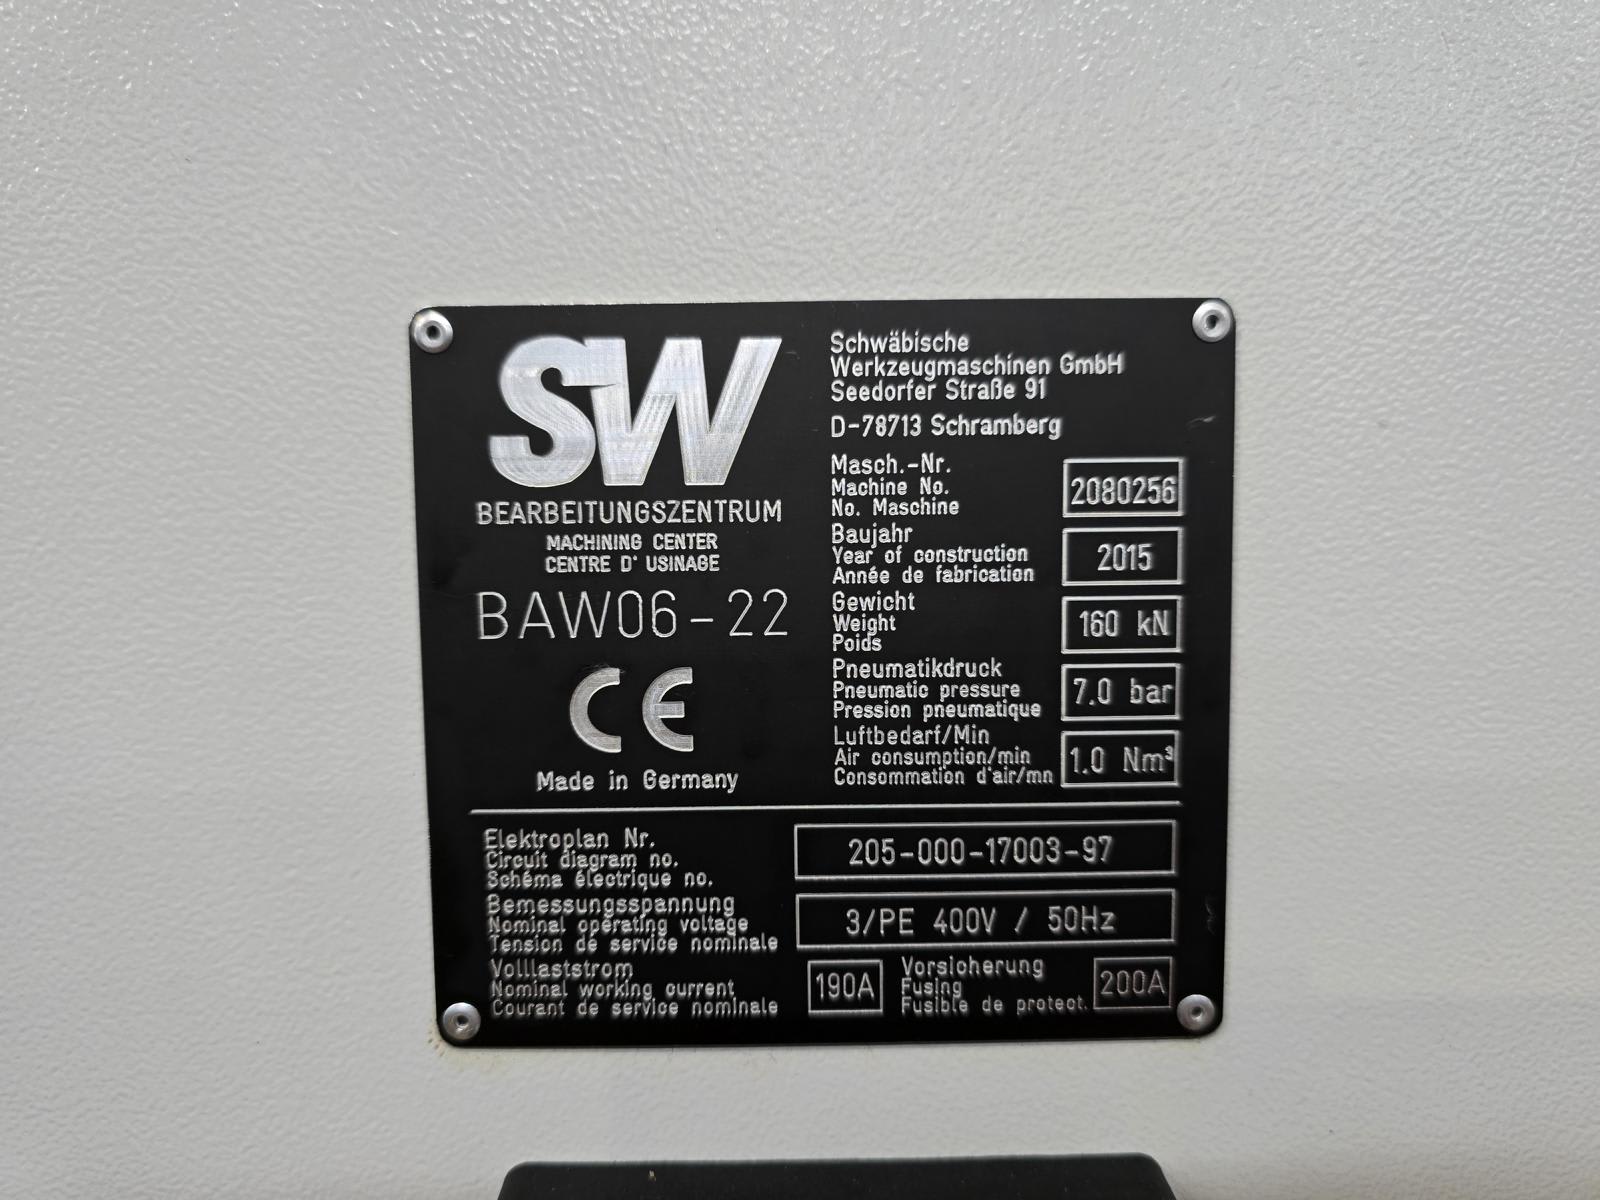 SW
BEARBEITUNGSZENTRUM
MACHINING CENTER
CENTRE D' USINAGE
BAW06-22
CE
Made in Germany
Schwäbische
Werkzeugmaschinen GmbH
Seedorfer Straße 91
D-78713 Schramberg
Masch.-Nr.
Machine No.
No. Maschine
2080256
Baujahr
Year of construction
Année de fabrication
2015
Gewicht
Weight
Poids
160 kN
Pneumatikdruck
Pneumatic pressure
Pression pneumatique
7.0 bar
Luftbedarf/Min
Air consumption/min
Consommation d'air/mn
1.0 Nm³
Elektroplan Nr.
Circuit diagram no.
Schéma électrique no.
205-000-17003-97
Bemessungsspannung
Nominal operating voltage
Tension de service nominale
3/PE 400V / 50Hz
Volllaststrom
Nominal working current
Courant de service nominale
190A
Vorsicherung
Fusing
Fusible de protect.
200A